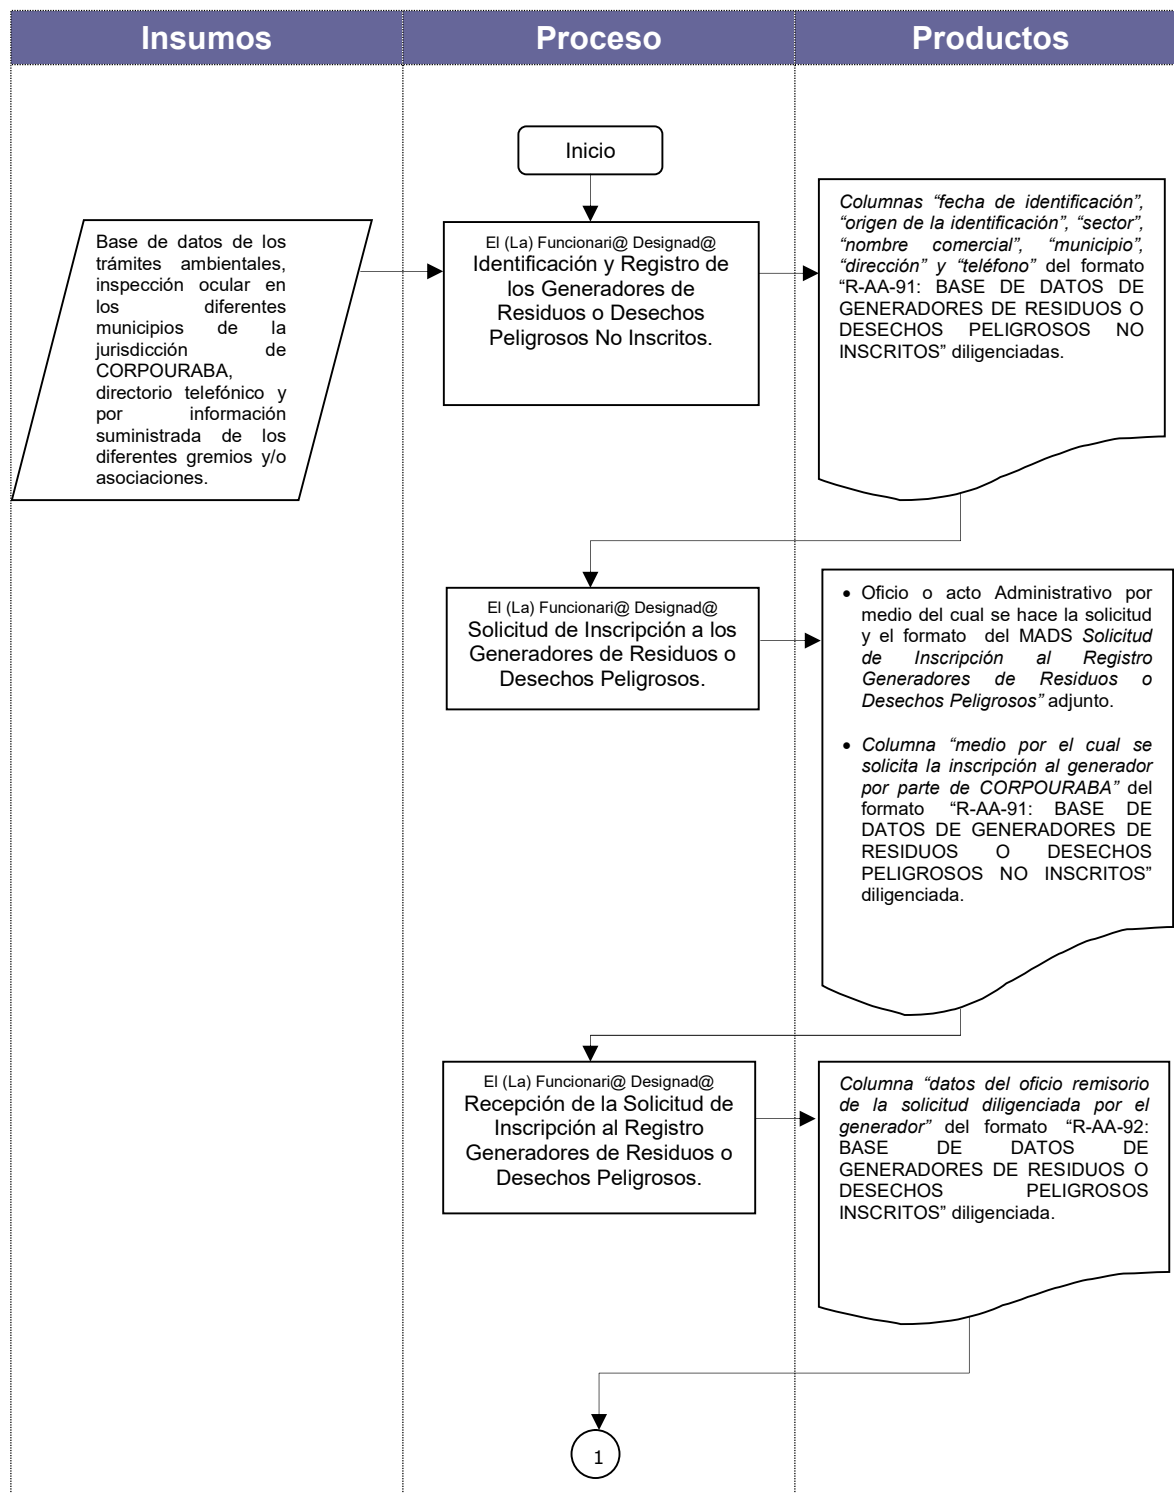 Insumos
Proceso
Productos
Inicio
Base de datos de los
trámites ambientales,
inspección ocular en
los diferentes
municipios de la
jurisdicción de
CORPOURABA,
directorio telefónico y
por información
suministrada de los
diferentes gremios y/o
asociaciones.
El (La) Funcionari@ Designad@
Identificación y Registro de
los Generadores de
Residuos o Desechos
Peligrosos No Inscritos.
Columnas “fecha de identificación”,
“origen de la identificación”, “sector”,
“nombre comercial”, “municipio”,
“dirección” y “teléfono” del formato
“R-AA-91: BASE DE DATOS DE
GENERADORES DE RESIDUOS O
DESECHOS PELIGROSOS NO
INSCRITOS” diligenciadas.
El (La) Funcionari@ Designad@
Solicitud de Inscripción a los
Generadores de Residuos o
Desechos Peligrosos.
• Oficio o acto Administrativo por
medio del cual se hace la solicitud
y el formato del MADS Solicitud
de Inscripción al Registro
Generadores de Residuos o
Desechos Peligrosos” adjunto.
• Columna “medio por el cual se
solicita la inscripción al generador
por parte de CORPOURABA” del
formato “R-AA-91: BASE DE
DATOS DE GENERADORES DE
RESIDUOS O DESECHOS
PELIGROSOS NO INSCRITOS”
diligenciada.
El (La) Funcionari@ Designad@
Recepción de la Solicitud de
Inscripción al Registro
Generadores de Residuos o
Desechos Peligrosos.
Columna “datos del oficio remisorio
de la solicitud diligenciada por el
generador” del formato “R-AA-92:
BASE DE DATOS DE
GENERADORES DE RESIDUOS O
DESECHOS PELIGROSOS
INSCRITOS” diligenciada.
1